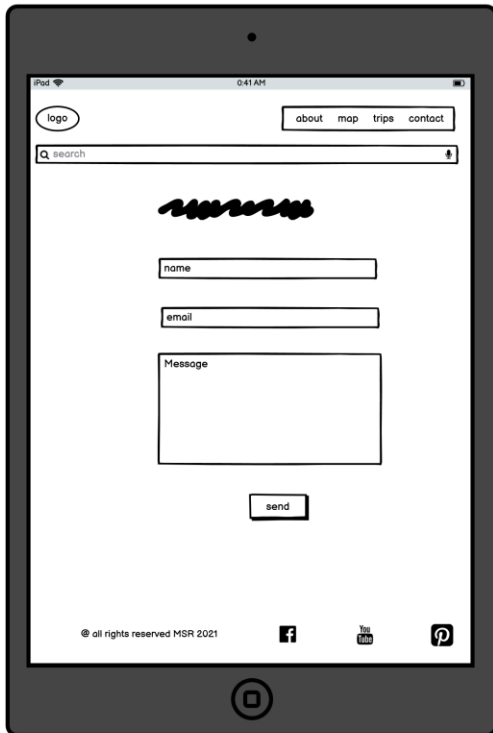 iPad 0:41 AM
logo about map trips contact
search
name
email
Message
send
@ all rights reserved MSR 2021 f You Tube